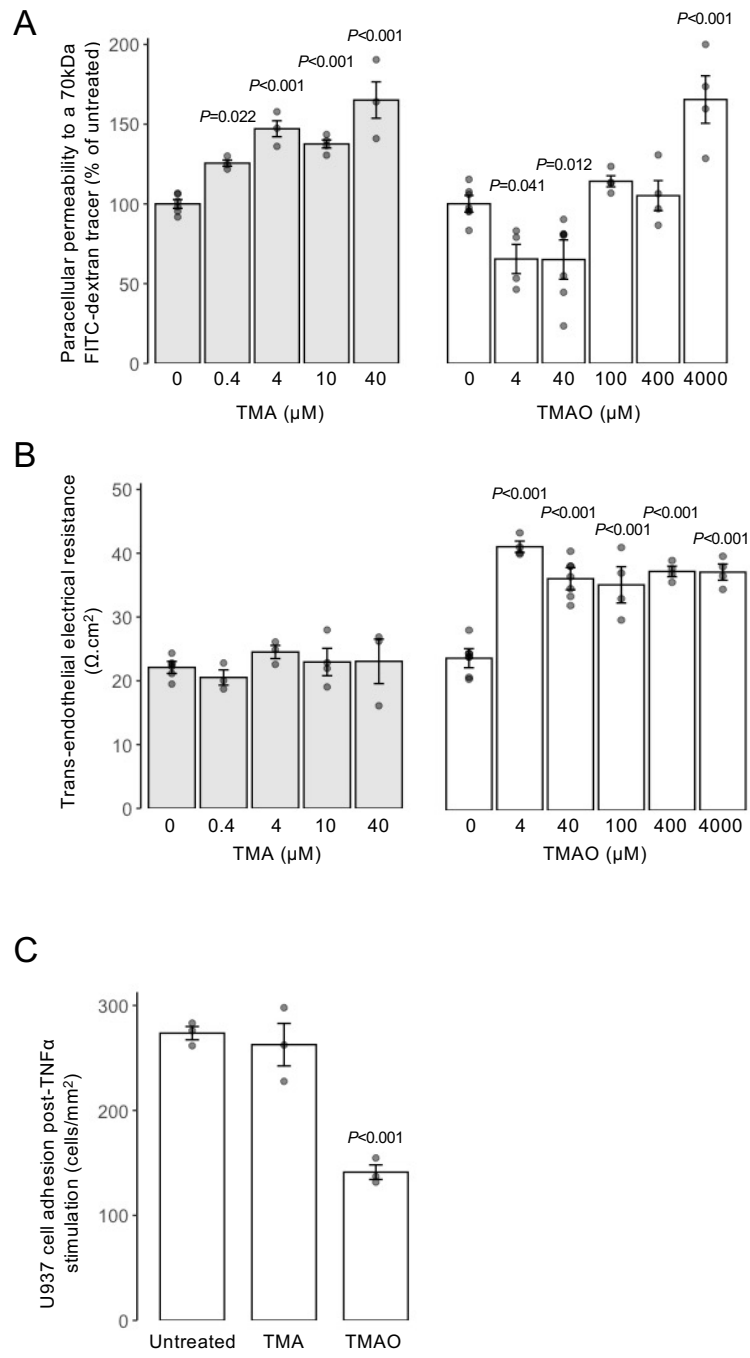 A
Paracellular permeability to a 70kDa
FITC-dextran tracer (% of untreated)
200
150
100
50
0
P=0.022
P<0.001
P<0.001
P<0.001
0 0.4 4 10 40
TMA (μM)
P=0.041
P=0.012
P<0.001
0 4 40 100 400 4000
TMAO (μM)
B
Trans-endothelial electrical resistance
(Ω.cm²)
50
40
30
20
10
0
0 0.4 4 10 40
TMA (μM)
P<0.001
P<0.001
P<0.001
P<0.001
P<0.001
0 4 40 100 400 4000
TMAO (μM)
C
U937 cell adhesion post-TNFα
stimulation (cells/mm²)
300
200
100
0
P<0.001
Untreated TMA TMAO